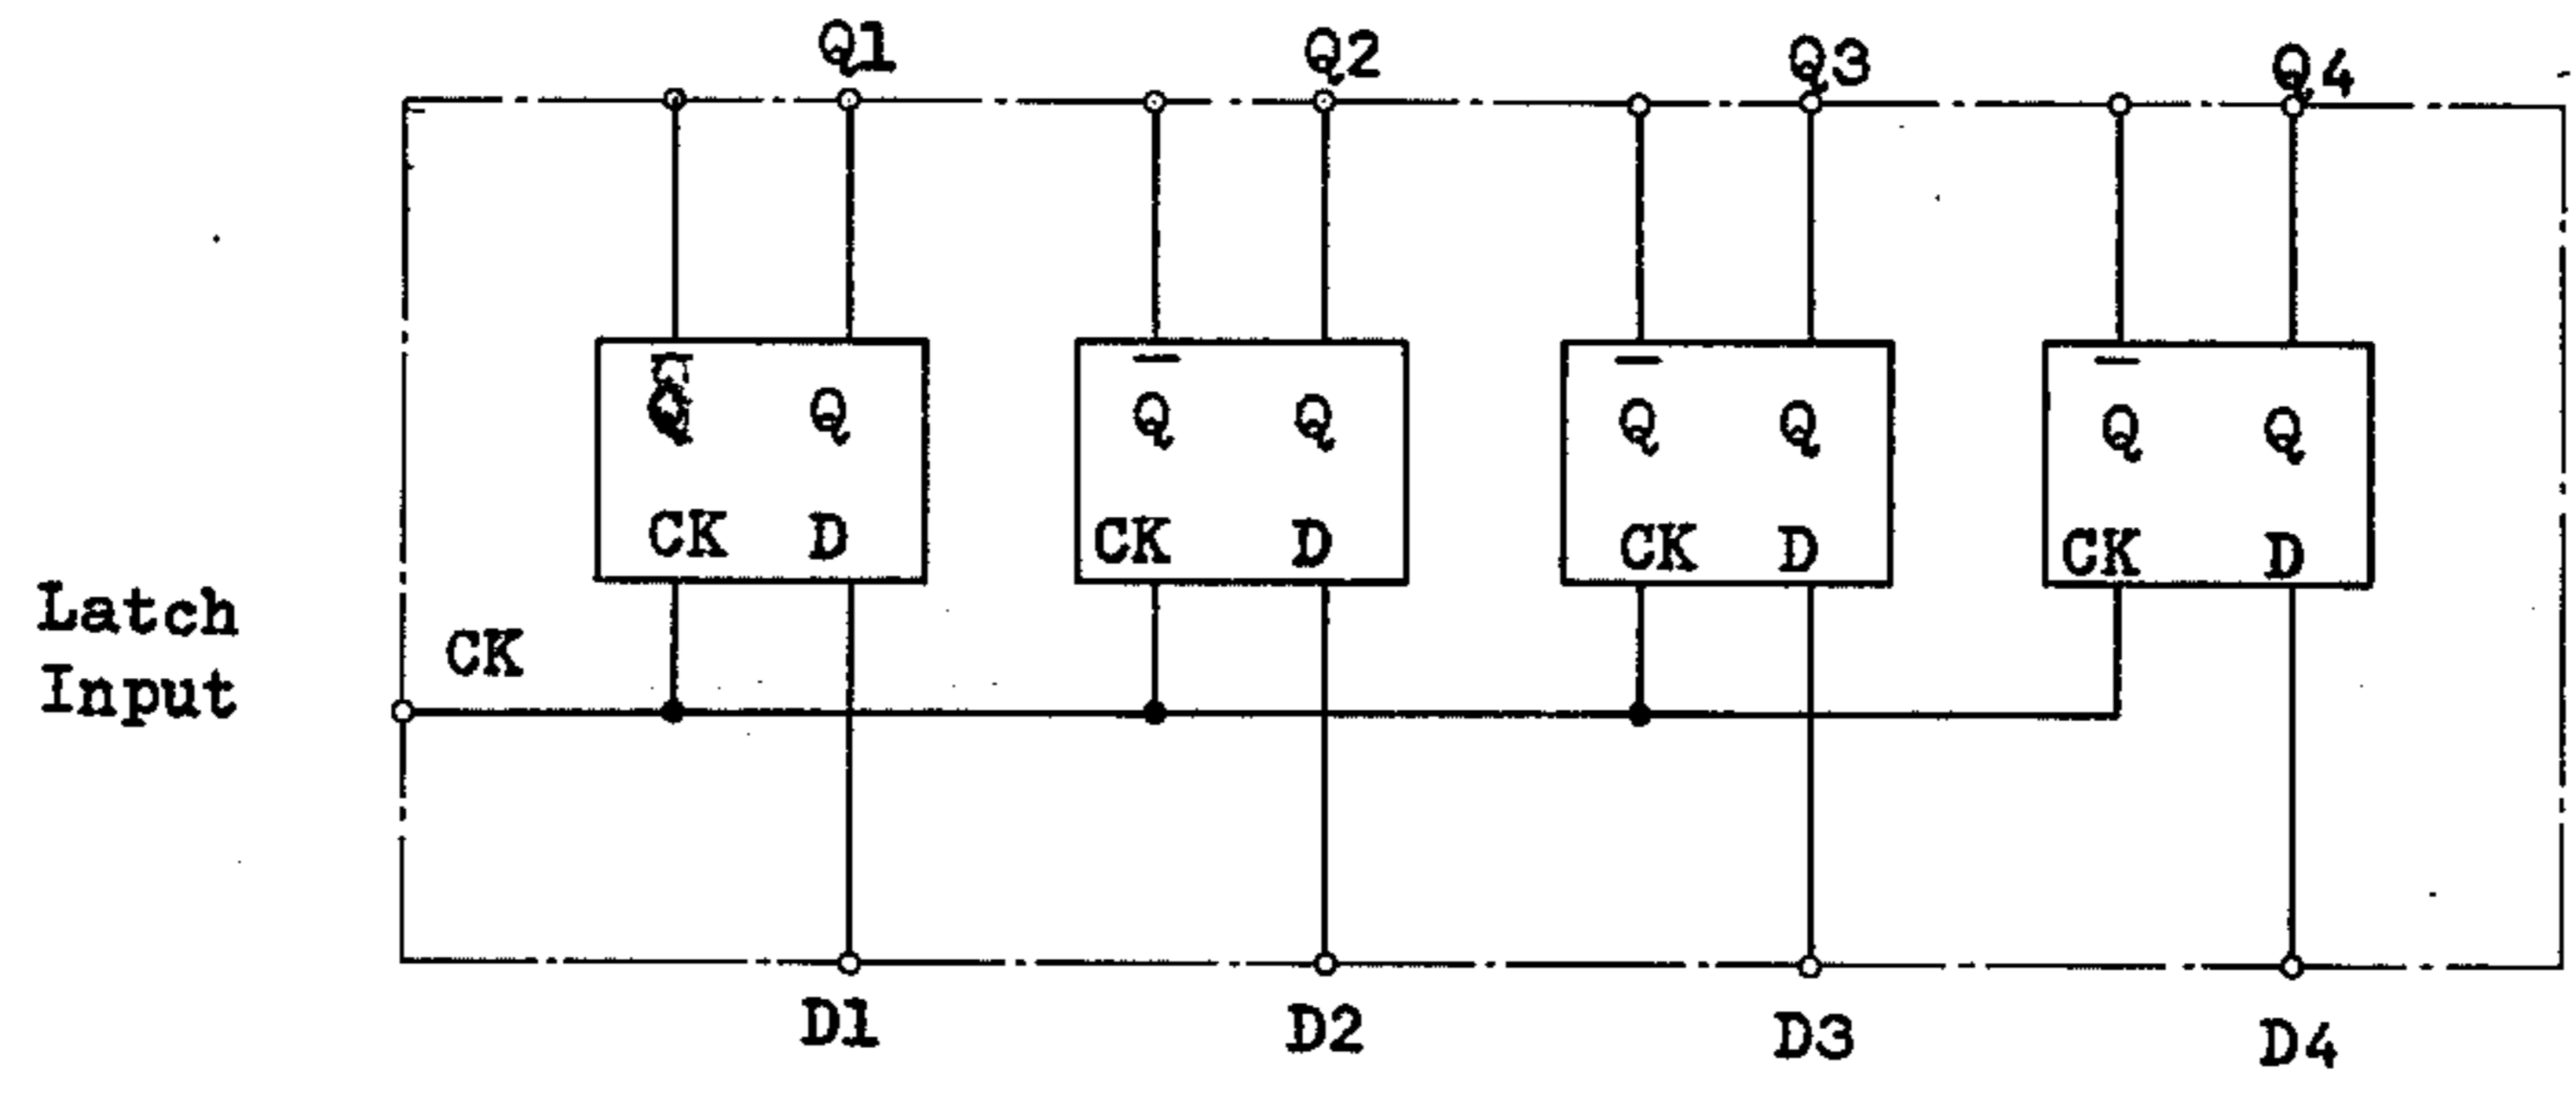 Q1 Q2 Q3 Q4
Q̅ Q Q̅ Q Q̅ Q Q̅ Q
CK D CK D CK D CK D
Latch
Input
CK
D1 D2 D3 D4